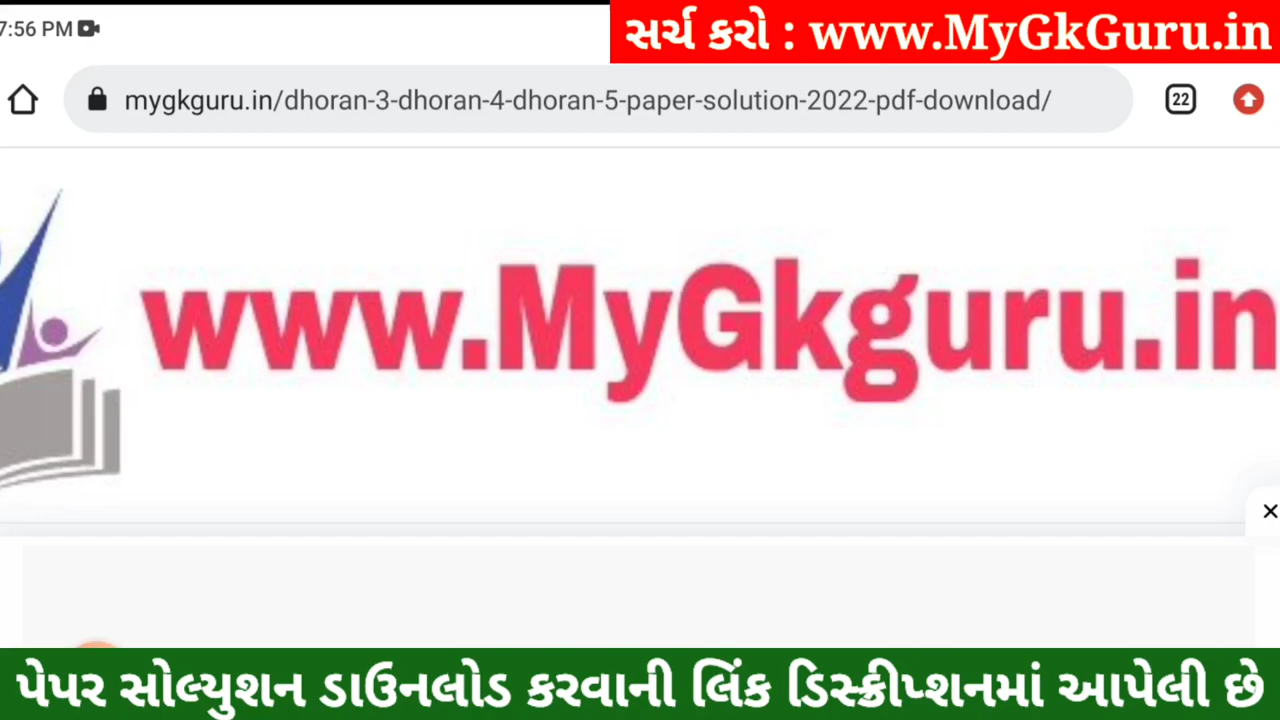 7:56 PM
સર્ચ કરો : www.MyGkGuru.in
mygkguru.in/dhoran-3-dhoran-4-dhoran-5-paper-solution-2022-pdf-download/
22
www.MyGkguru.in
પેપર સોલ્યુશન ડાઉનલોડ કરવાની લિંક ડિસ્ક્રીપ્શનમાં આપેલી છે